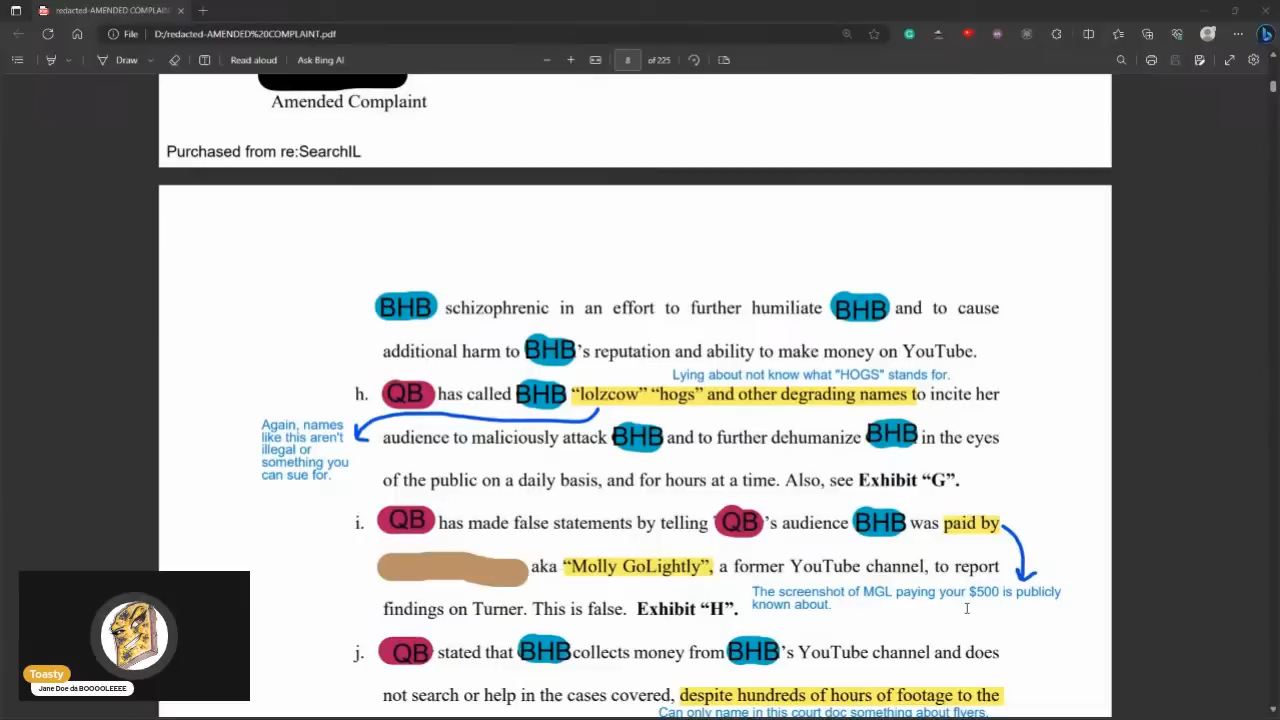 redacted-AMENDED COMPLAINT.p
File
D:/redacted-AMENDED%20COMPLAINT.pdf
Draw
Read aloud
Ask Bing AI
8
of 225
Amended Complaint
Purchased from re:SearchIL
BHB schizophrenic in an effort to further humiliate BHB and to cause
additional harm to BHB's reputation and ability to make money on YouTube.
Lying about not know what "HOGS" stands for.
h. QB has called BHB “lolzcow” “hogs” and other degrading names to incite her
Again, names
like this aren't
illegal or
something you
can sue for.
audience to maliciously attack BHB and to further dehumanize BHB in the eyes
of the public on a daily basis, and for hours at a time. Also, see Exhibit “G”.
i. QB has made false statements by telling QB's audience BHB was paid by
aka “Molly GoLightly”, a former YouTube channel, to report
The screenshot of MGL paying your $500 is publicly
known about.
findings on Turner. This is false. Exhibit “H”.
j. QB stated that BHB collects money from BHB's YouTube channel and does
not search or help in the cases covered, despite hundreds of hours of footage to the
Can only name in this court doc something about flyers.
Toasty
Jane Doe da BOOOOLEEEE